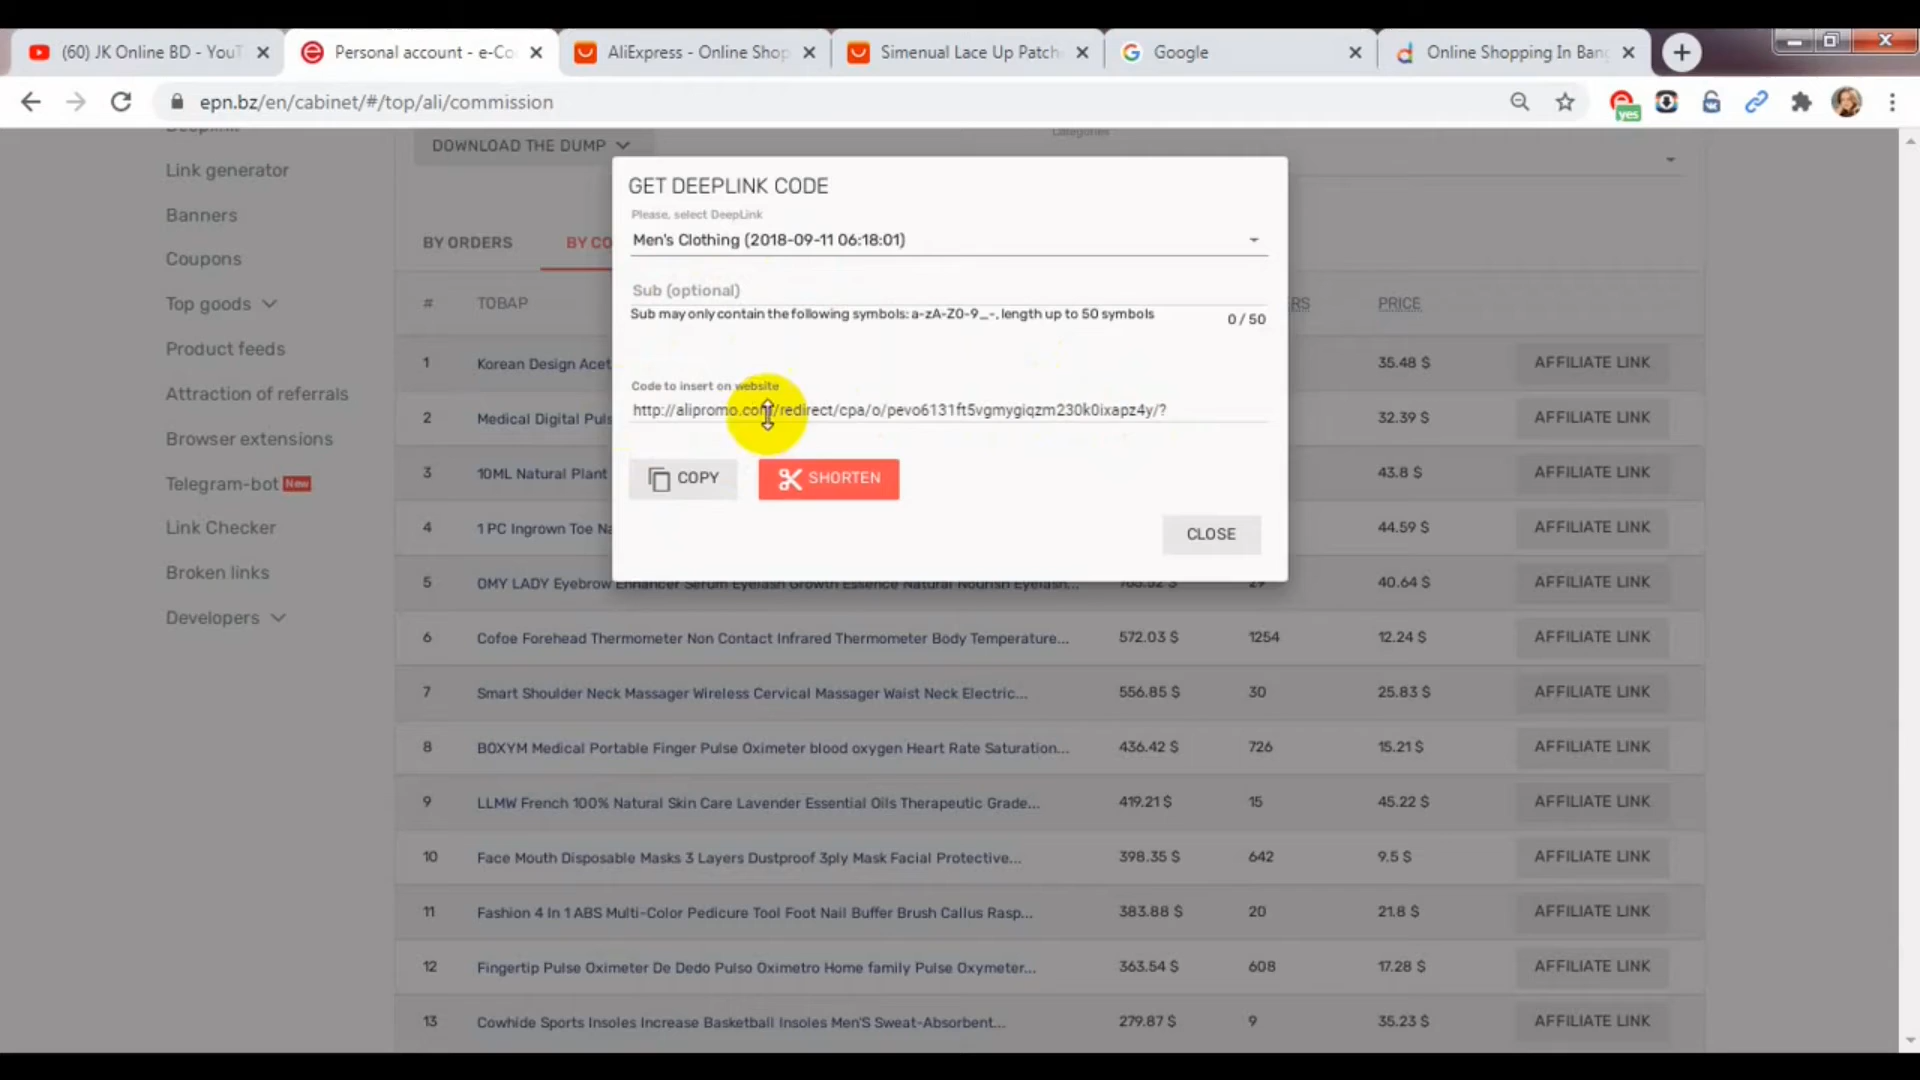 (60) JK Online BD - YouT
Personal account - e-Co
AliExpress - Online Shop
Simenual Lace Up Patch
Google
Online Shopping In Bang
epn.bz/en/cabinet/#/top/ali/commission
yes
Deeplink
Link generator
Banners
Coupons
Top goods
Product feeds
Attraction of referrals
Browser extensions
Telegram-bot New
Link Checker
Broken links
Developers
DOWNLOAD THE DUMP
Categories
BY ORDERS
BY CO
GET DEEPLINK CODE
Please, select DeepLink
Men's Clothing (2018-09-11 06:18:01)
Sub (optional)
Sub may only contain the following symbols: a-zA-Z0-9_-, length up to 50 symbols
0 / 50
Code to insert on website
http://alipromo.com/redirect/cpa/o/pevo6131ft5vgmygiqzm230k0ixapz4y/?
COPY
SHORTEN
CLOSE
# ТОВАР RS PRICE
1 Korean Design Acet 35.48 $ AFFILIATE LINK
2 Medical Digital Puls 32.39 $ AFFILIATE LINK
3 10ML Natural Plant 43.8 $ AFFILIATE LINK
4 1 PC Ingrown Toe Na 44.59 $ AFFILIATE LINK
5 OMY LADY Eyebrow Enhancer Serum Eyelash Growth Essence Natural Nourish Eyelash... 29 40.64 $ AFFILIATE LINK
6 Cofoe Forehead Thermometer Non Contact Infrared Thermometer Body Temperature... 572.03 $ 1254 12.24 $ AFFILIATE LINK
7 Smart Shoulder Neck Massager Wireless Cervical Massager Waist Neck Electric... 556.85 $ 30 25.83 $ AFFILIATE LINK
8 BOXYM Medical Portable Finger Pulse Oximeter blood oxygen Heart Rate Saturation... 436.42 $ 726 15.21 $ AFFILIATE LINK
9 LLMW French 100% Natural Skin Care Lavender Essential Oils Therapeutic Grade... 419.21 $ 15 45.22 $ AFFILIATE LINK
10 Face Mouth Disposable Masks 3 Layers Dustproof 3ply Mask Facial Protective... 398.35 $ 642 9.5 $ AFFILIATE LINK
11 Fashion 4 In 1 ABS Multi-Color Pedicure Tool Foot Nail Buffer Brush Callus Rasp... 383.88 $ 20 21.8 $ AFFILIATE LINK
12 Fingertip Pulse Oximeter De Dedo Pulso Oximetro Home family Pulse Oxymeter... 363.54 $ 608 17.28 $ AFFILIATE LINK
13 Cowhide Sports Insoles Increase Basketball Insoles Men'S Sweat-Absorbent... 279.87 $ 9 35.23 $ AFFILIATE LINK